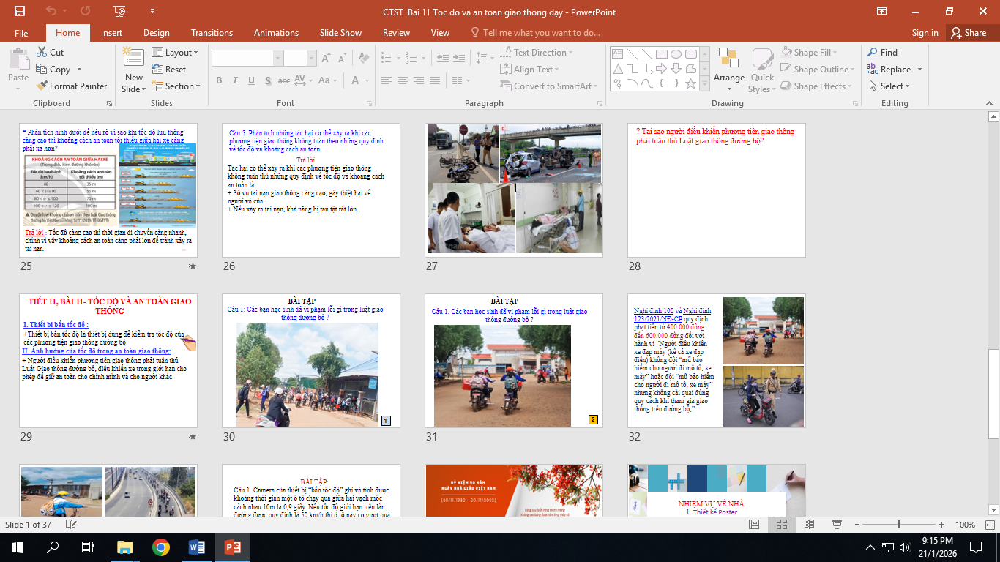 CTST Bai 11 Toc do va an toan giao thong day - PowerPoint
File Home Insert Design Transitions Animations Slide Show Review View Tell me what you want to do... Sign in Share
Paste
Cut
Copy
Format Painter
Clipboard
New Slide
Layout
Reset
Section
Slides
B I U S abc AV Aa A
Font
Paragraph
Text Direction
Align Text
Convert to SmartArt
Arrange
Quick Styles
Shape Fill
Shape Outline
Shape Effects
Drawing
Find
Replace
Select
Editing
* Phân tích hình dưới để nêu rõ vì sao khi tốc độ lưu thông
càng cao thì khoảng cách an toàn tối thiểu giữa hai xe càng
phải xa hơn?
KHOẢNG CÁCH AN TOÀN GIỮA HAI XE
(Trong điều kiện đường khô ráo)
Tốc độ lưu hành (km/h) Khoảng cách an toàn tối thiểu (m)
60 35 m
60 < v ≤ 80 55 m
80 < v ≤ 100 70 m
100 < v ≤ 120 100 m
Quy định về khoảng cách an toàn theo Luật Giao thông
đường bộ Việt Nam (Thông tư 31/2019/TT-BGTVT)
Trả lời : Tốc độ càng cao thì thời gian di chuyển càng nhanh,
chính vì vậy khoảng cách an toàn càng phải lớn để tránh xảy ra
tai nạn.
25
Câu 5. Phân tích những tác hại có thể xảy ra khi các
phương tiện giao thông không tuân theo những quy định
về tốc độ và khoảng cách an toàn.
Trả lời:
Tác hại có thể xảy ra khi các phương tiện giao thông
không tuân thủ những quy định về tốc độ và khoảng cách
an toàn là:
+ Số vụ tai nạn giao thông càng cao, gây thiệt hại về
người và của.
+ Nếu xảy ra tai nạn, khả năng bị tàn tật rất lớn.
26
27
? Tại sao người điều khiển phương tiện giao thông
phải tuân thủ Luật giao thông đường bộ?
28
TIẾT 11, BÀI 11- TỐC ĐỘ VÀ AN TOÀN GIAO
THÔNG
I. Thiết bị bắn tốc độ :
+Thiết bị bắn tốc độ là thiết bị dùng để kiểm tra tốc độ của
các phương tiện giao thông đường bộ
II. Ảnh hưởng của tốc độ trong an toàn giao thông:
+ Người điều khiển phương tiện giao thông phải tuân thủ
Luật Giao thông đường bộ, điều khiển xe trong giới hạn cho
phép để giữ an toàn cho chính mình và cho người khác.
29
BÀI TẬP
Câu 1: Các bạn học sinh đã vi phạm lỗi gì trong luật giao
thông đường bộ ?
1
30
BÀI TẬP
Câu 1. Các bạn học sinh đã vi phạm lỗi gì trong luật giao
thông đường bộ ?
2
31
Nghị định 100 và Nghị định
123/2021/NĐ-CP quy định
phạt tiền từ 400.000 đồng
đến 600.000 đồng đối với
hành vi “Người điều khiển
xe đạp máy (kể cả xe đạp
điện) không đội “mũ bảo
hiểm cho người đi mô tô, xe
máy” hoặc đội “mũ bảo hiểm
cho người đi mô tô, xe máy”
nhưng không cài quai đúng
quy cách khi tham gia giao
thông trên đường bộ;”
32
BÀI TẬP:
Câu 1. Camera của thiết bị “bắn tốc độ” ghi và tính được
khoảng thời gian một ô tô chạy qua giữa hai vạch mốc
cách nhau 10m là 0,9 giây. Nếu tốc độ giới hạn trên làn
đường được quy định là 50 km/h thì ô tô này có vượt quá
KỶ NIỆM 40 NĂM
NGÀY NHÀ GIÁO VIỆT NAM
(20/11/1982 - 20/11/2022)
NHIỆM VỤ VỀ NHÀ
1. Thiết kế Poster
Slide 1 of 37
100%
9:15 PM
21/1/2026